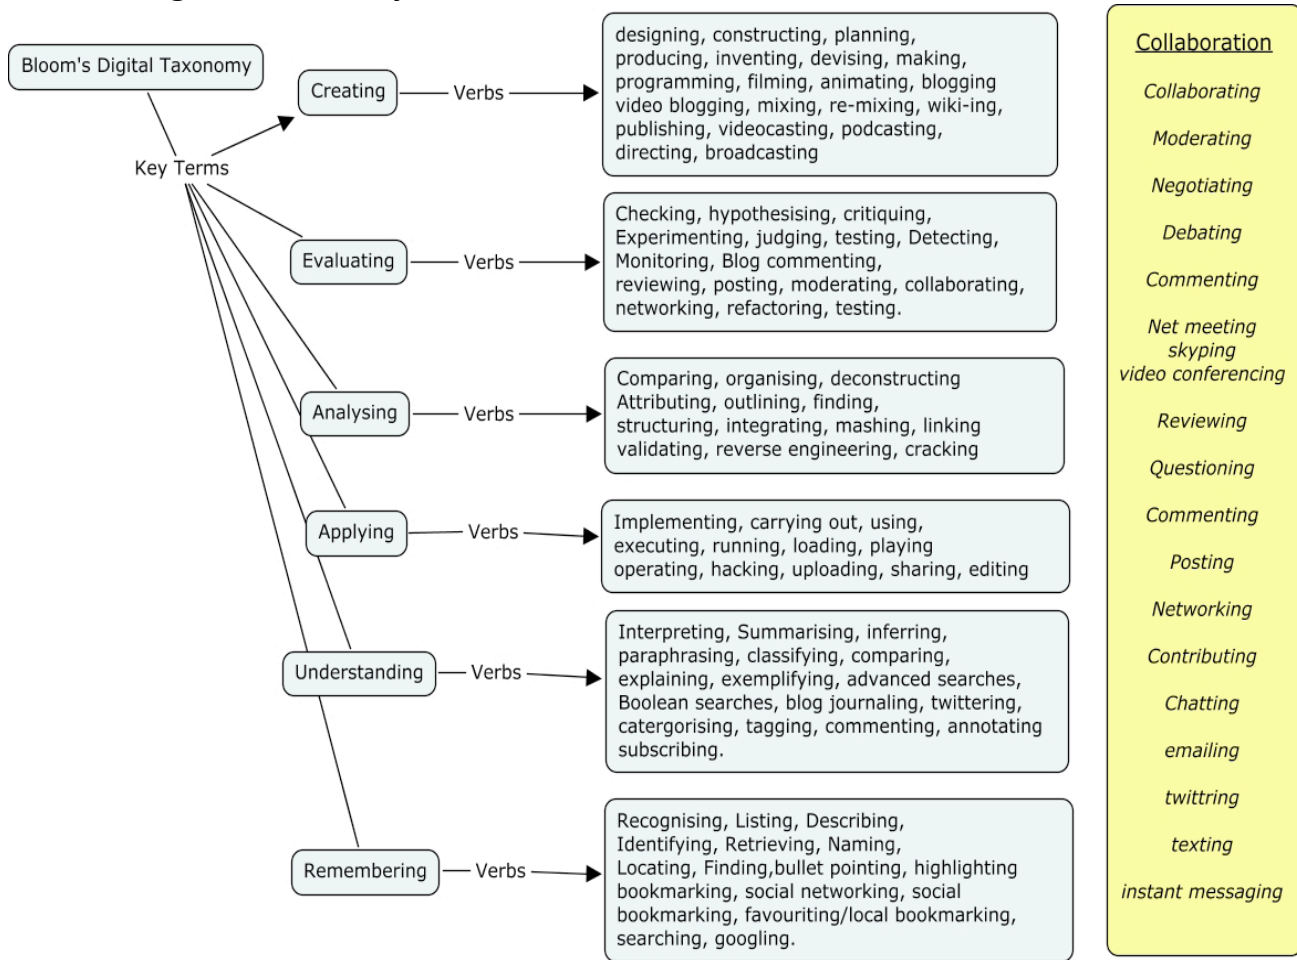 Bloom's Digital Taxonomy
Key Terms
Creating
Verbs
designing, constructing, planning,
producing, inventing, devising, making,
programming, filming, animating, blogging
video blogging, mixing, re-mixing, wiki-ing,
publishing, videocasting, podcasting,
directing, broadcasting
Evaluating
Verbs
Checking, hypothesising, critiquing,
Experimenting, judging, testing, Detecting,
Monitoring, Blog commenting,
reviewing, posting, moderating, collaborating,
networking, refactoring, testing.
Analysing
Verbs
Comparing, organising, deconstructing
Attributing, outlining, finding,
structuring, integrating, mashing, linking
validating, reverse engineering, cracking
Applying
Verbs
Implementing, carrying out, using,
executing, running, loading, playing
operating, hacking, uploading, sharing, editing
Understanding
Verbs
Interpreting, Summarising, inferring,
paraphrasing, classifying, comparing,
explaining, exemplifying, advanced searches,
Boolean searches, blog journaling, twittering,
catergorising, tagging, commenting, annotating
subscribing.
Remembering
Verbs
Recognising, Listing, Describing,
Identifying, Retrieving, Naming,
Locating, Finding,bullet pointing, highlighting
bookmarking, social networking, social
bookmarking, favouriting/local bookmarking,
searching, googling.
Collaboration
Collaborating
Moderating
Negotiating
Debating
Commenting
Net meeting
skyping
video conferencing
Reviewing
Questioning
Commenting
Posting
Networking
Contributing
Chatting
emailing
twittring
texting
instant messaging